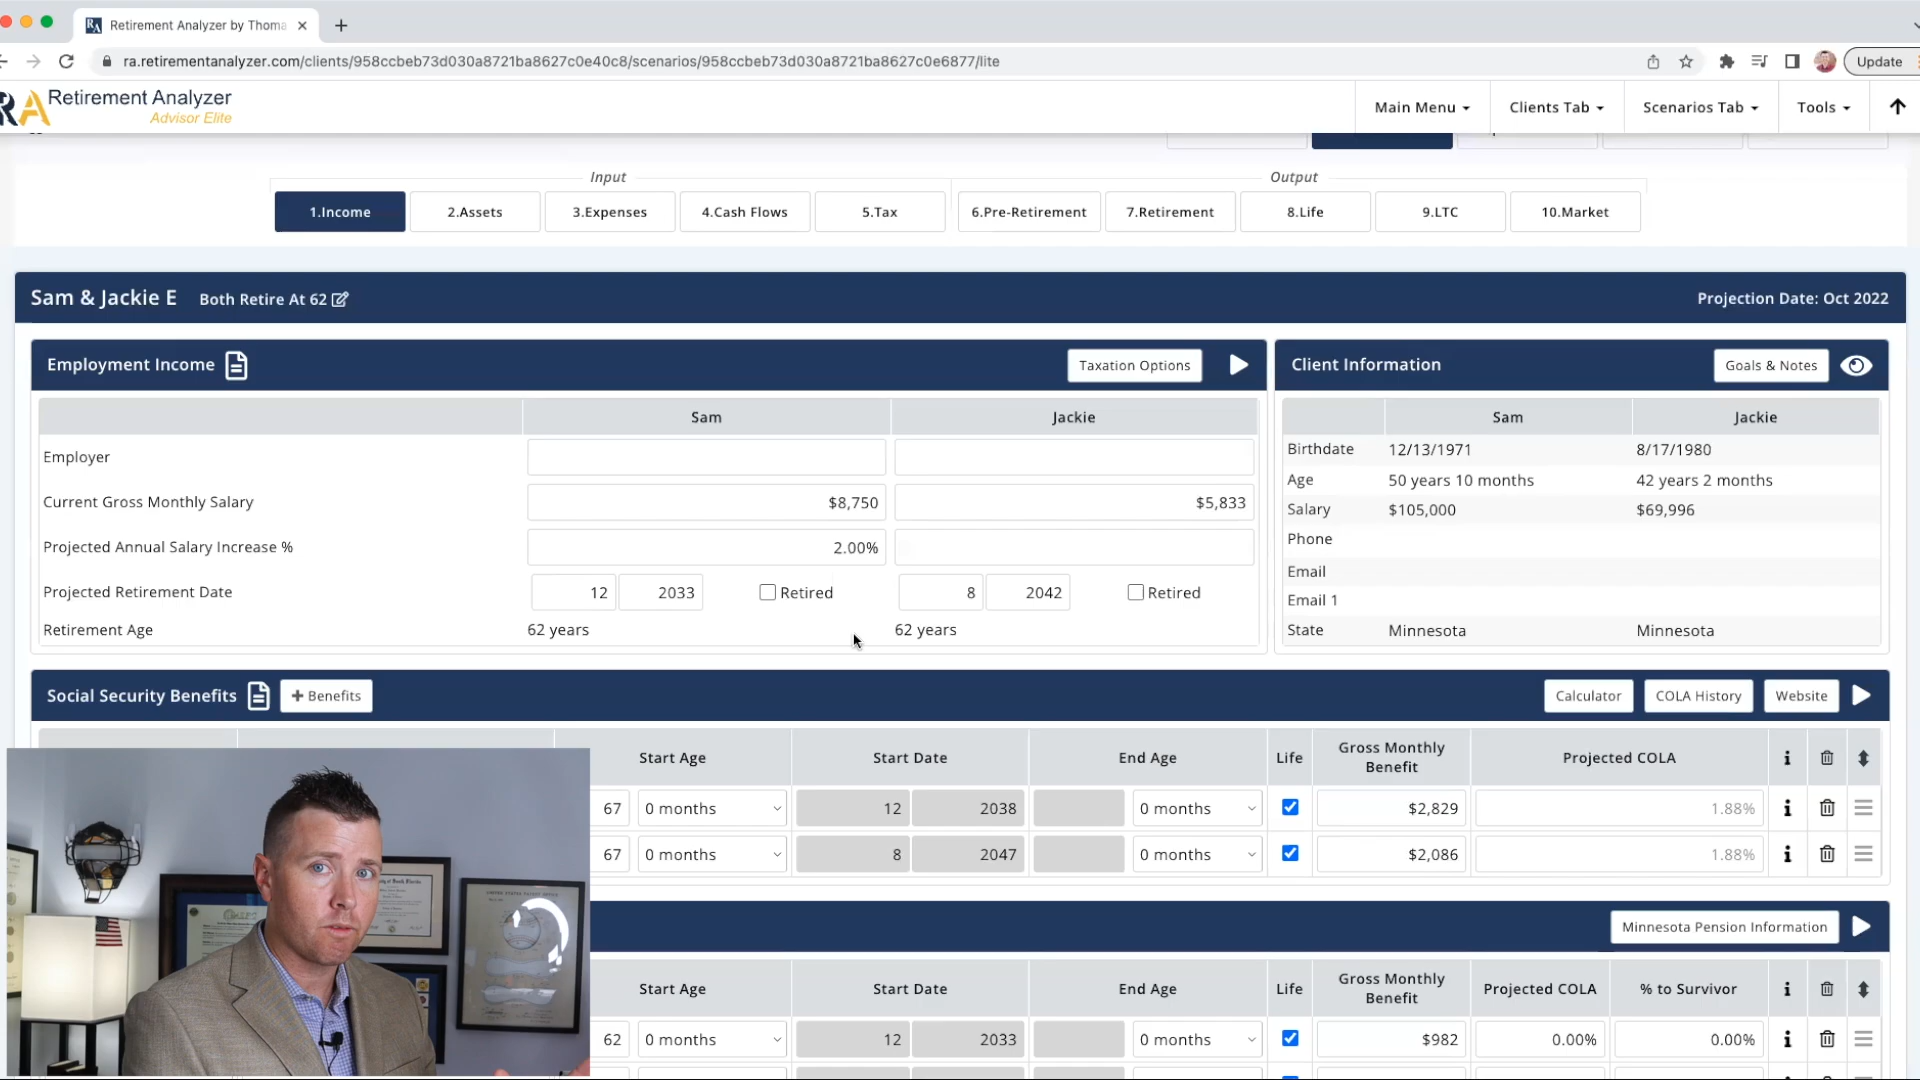 Retirement Analyzer by Thoma
ra.retirementanalyzer.com/clients/958ccbeb73d030a8721ba8627c0e40c8/scenarios/958ccbeb73d030a8721ba8627c0e6877/lite
Update
RA Retirement Analyzer
Advisor Elite
Main Menu
Clients Tab
Scenarios Tab
Tools
Input
Output
1.Income
2.Assets
3.Expenses
4.Cash Flows
5.Tax
6.Pre-Retirement
7.Retirement
8.Life
9.LTC
10.Market
Sam & Jackie E Both Retire At 62
Projection Date: Oct 2022
Employment Income
Taxation Options
Sam Jackie
Employer
Current Gross Monthly Salary $8,750 $5,833
Projected Annual Salary Increase % 2.00%
Projected Retirement Date 12 2033 Retired 8 2042 Retired
Retirement Age 62 years 62 years
Client Information
Goals & Notes
Sam Jackie
Birthdate 12/13/1971 8/17/1980
Age 50 years 10 months 42 years 2 months
Salary $105,000 $69,996
Phone
Email
Email 1
State Minnesota Minnesota
Social Security Benefits + Benefits
Calculator
COLA History
Website
Start Age Start Date End Age Life Gross Monthly Benefit Projected COLA
67 0 months 12 2038 0 months $2,829 1.88%
67 0 months 8 2047 0 months $2,086 1.88%
Minnesota Pension Information
Start Age Start Date End Age Life Gross Monthly Benefit Projected COLA % to Survivor
62 0 months 12 2033 0 months $982 0.00% 0.00%